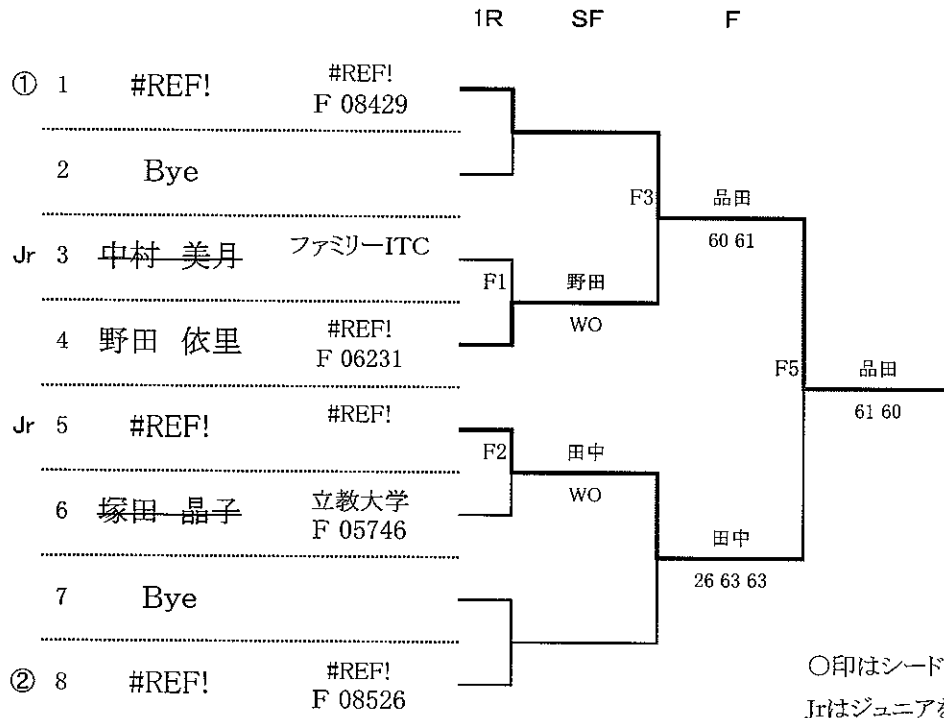 1R SF F
① 1 #REF! #REF!
F 08429
2 Bye
F3 品田
60 61
Jr 3 中村 美月 ファミリーITC
F1 野田
WO
4 野田 依里 #REF!
F 06231
F5 品田
61 60
Jr 5 #REF! #REF!
F2 田中
WO
6 塚田 晶子 立教大学
F 05746
田中
26 63 63
7 Bye
② 8 #REF! #REF!
F 08526
○印はシード
Jrはジュニアを